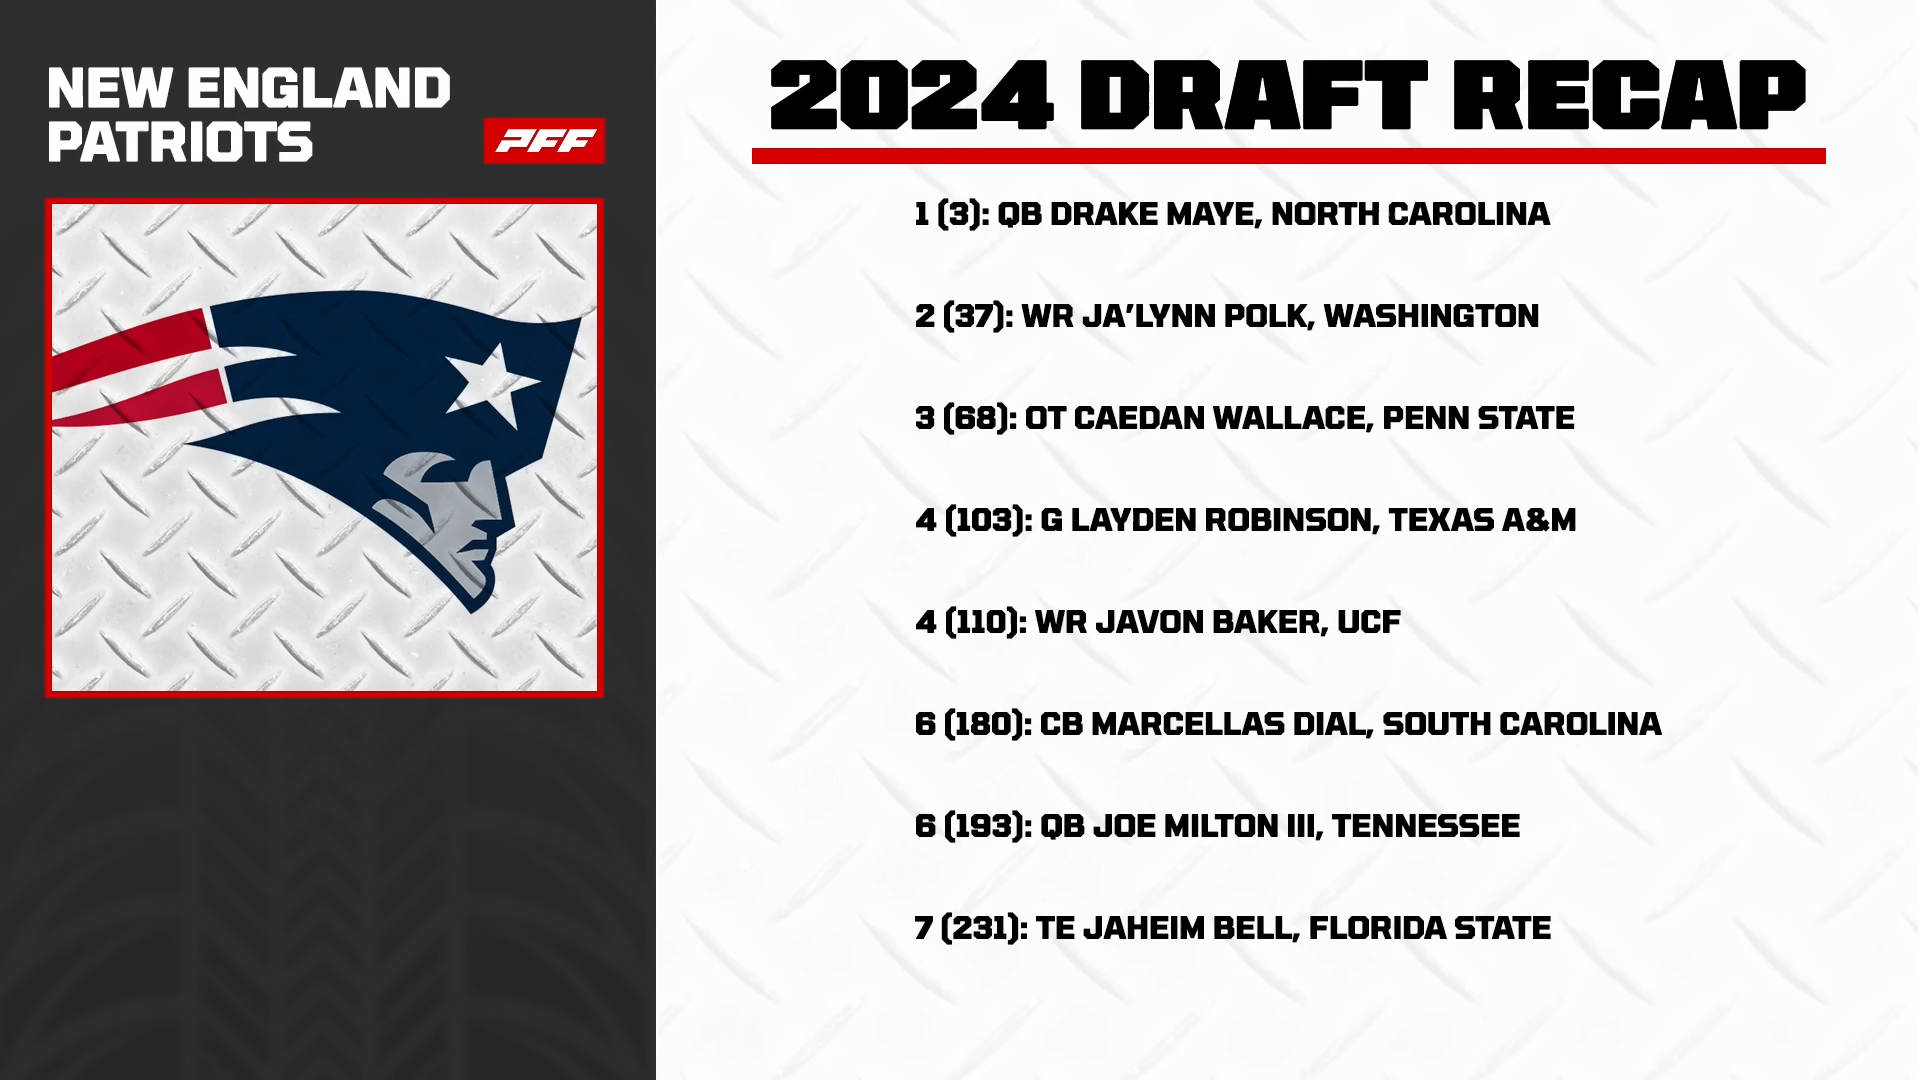 NEW ENGLAND
PATRIOTS
PFF
2024 DRAFT RECAP
1 (3): QB DRAKE MAYE, NORTH CAROLINA
2 (37): WR JA’LYNN POLK, WASHINGTON
3 (68): OT CAEDAN WALLACE, PENN STATE
4 (103): G LAYDEN ROBINSON, TEXAS A&M
4 (110): WR JAVON BAKER, UCF
6 (180): CB MARCELLAS DIAL, SOUTH CAROLINA
6 (193): QB JOE MILTON III, TENNESSEE
7 (231): TE JAHEIM BELL, FLORIDA STATE